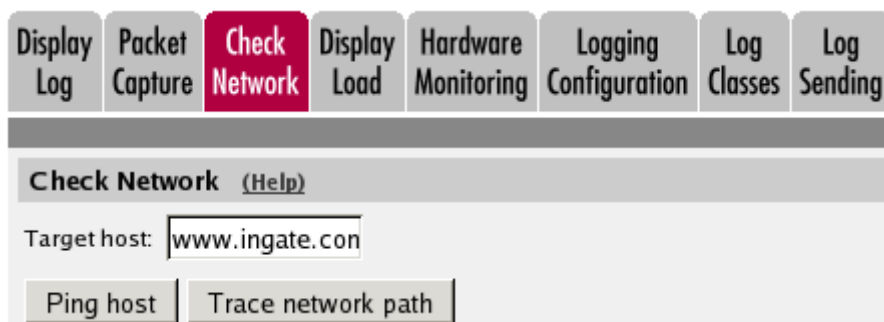 Display Log
Packet Capture
Check Network
Display Load
Hardware Monitoring
Logging Configuration
Log Classes
Log Sending
Check Network (Help)
Target host: www.ingate.con
Ping host Trace network path